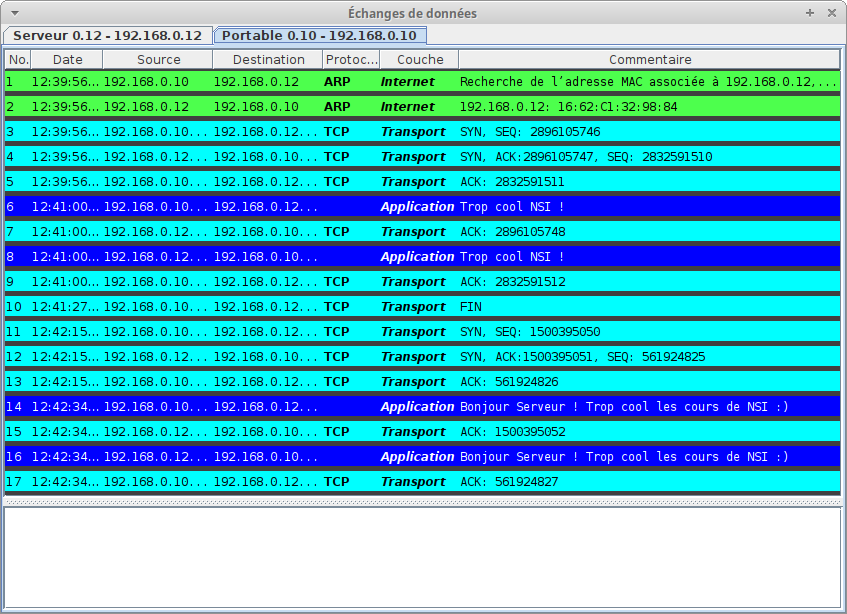 Échanges de données
Serveur 0.12 - 192.168.0.12 Portable 0.10 - 192.168.0.10
No. Date Source Destination Protoc... Couche Commentaire
1 12:39:56... 192.168.0.10 192.168.0.12 ARP Internet Recherche de l'adresse MAC associée à 192.168.0.12,...
2 12:39:56... 192.168.0.12 192.168.0.10 ARP Internet 192.168.0.12: 16:62:C1:32:98:84
3 12:39:56... 192.168.0.10... 192.168.0.12... TCP Transport SYN, SEQ: 2896105746
4 12:39:56... 192.168.0.12... 192.168.0.10... TCP Transport SYN, ACK:2896105747, SEQ: 2832591510
5 12:39:56... 192.168.0.10... 192.168.0.12... TCP Transport ACK: 2832591511
6 12:41:00... 192.168.0.10... 192.168.0.12... Application Trop cool NSI !
7 12:41:00... 192.168.0.12... 192.168.0.10... TCP Transport ACK: 2896105748
8 12:41:00... 192.168.0.12... 192.168.0.10... Application Trop cool NSI !
9 12:41:00... 192.168.0.10... 192.168.0.12... TCP Transport ACK: 2832591512
10 12:41:27... 192.168.0.10... 192.168.0.12... TCP Transport FIN
11 12:42:15... 192.168.0.10... 192.168.0.12... TCP Transport SYN, SEQ: 1500395050
12 12:42:15... 192.168.0.12... 192.168.0.10... TCP Transport SYN, ACK:1500395051, SEQ: 561924825
13 12:42:15... 192.168.0.10... 192.168.0.12... TCP Transport ACK: 561924826
14 12:42:34... 192.168.0.10... 192.168.0.12... Application Bonjour Serveur ! Trop cool les cours de NSI :)
15 12:42:34... 192.168.0.12... 192.168.0.10... TCP Transport ACK: 1500395052
16 12:42:34... 192.168.0.12... 192.168.0.10... Application Bonjour Serveur ! Trop cool les cours de NSI :)
17 12:42:34... 192.168.0.10... 192.168.0.12... TCP Transport ACK: 561924827